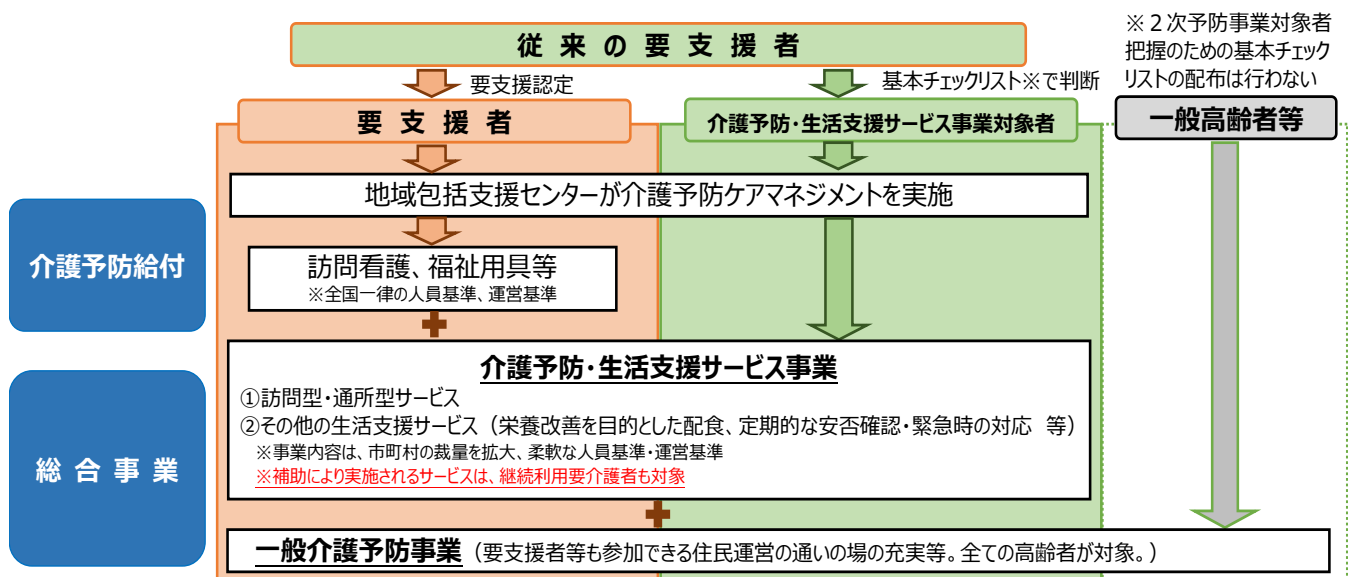 従来の要支援者
※２次予防事業対象者
把握のための基本チェック
リストの配布は行わない
要支援認定
基本チェックリスト※で判断
要支援者
介護予防・生活支援サービス事業対象者
一般高齢者等
地域包括支援センターが介護予防ケアマネジメントを実施
介護予防給付
訪問看護、福祉用具等
※全国一律の人員基準、運営基準
総合事業
介護予防・生活支援サービス事業
①訪問型・通所型サービス
②その他の生活支援サービス（栄養改善を目的とした配食、定期的な安否確認・緊急時の対応 等）
※事業内容は、市町村の裁量を拡大、柔軟な人員基準・運営基準
※補助により実施されるサービスは、継続利用要介護者も対象
一般介護予防事業（要支援者等も参加できる住民運営の通いの場の充実等。全ての高齢者が対象。）